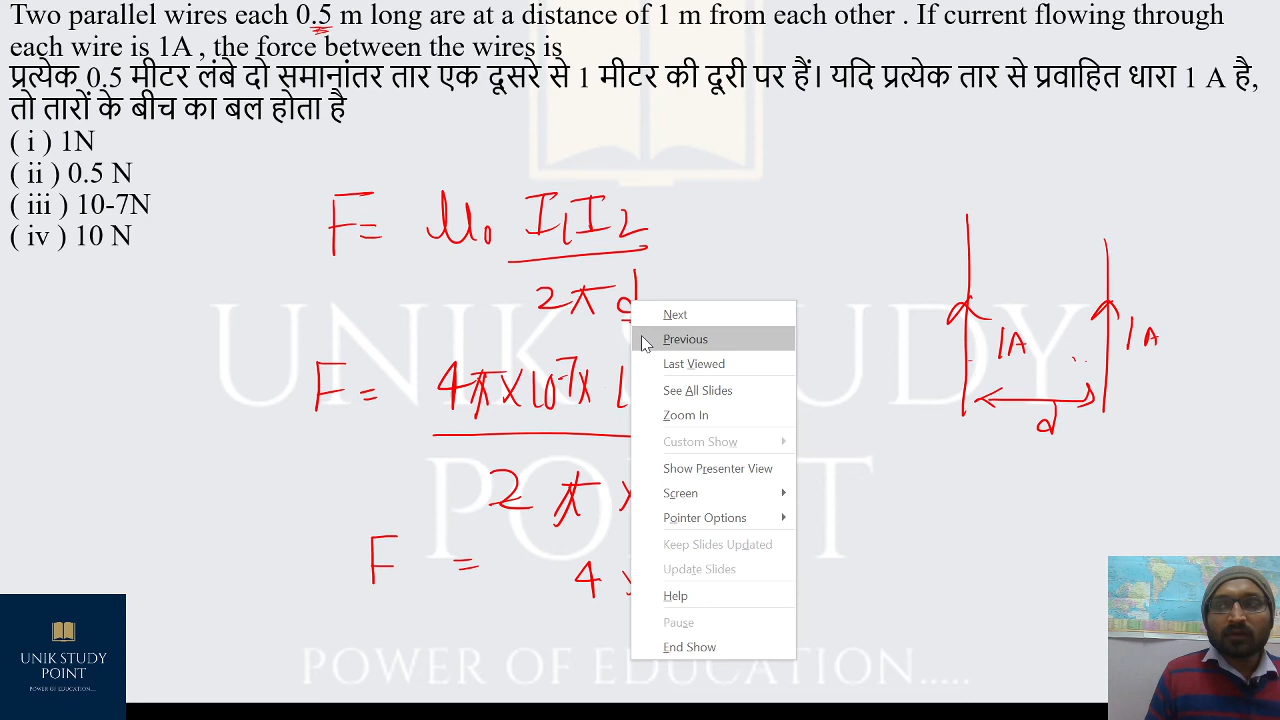 Two parallel wires each 0.5 m long are at a distance of 1 m from each other . If current flowing through
each wire is 1A , the force between the wires is
प्रत्येक 0.5 मीटर लंबे दो समानांतर तार एक दूसरे से 1 मीटर की दूरी पर हैं। यदि प्रत्येक तार से प्रवाहित धारा 1 A है,
तो तारों के बीच का बल होता है
( i ) 1N
( ii ) 0.5 N
( iii ) 10-7N
( iv ) 10 N
F = μ₀ I₁I₂
2π d
F = 4π×10⁻⁷×
2 π ×
F = 4
1A
1A
d
Next
Previous
Last Viewed
See All Slides
Zoom In
Custom Show
Show Presenter View
Screen
Pointer Options
Keep Slides Updated
Update Slides
Help
Pause
End Show
UNIK STUDY
POINT
POWER OF EDUCATION.....
UNIK STUDY
POINT
POWER OF EDUCATION....